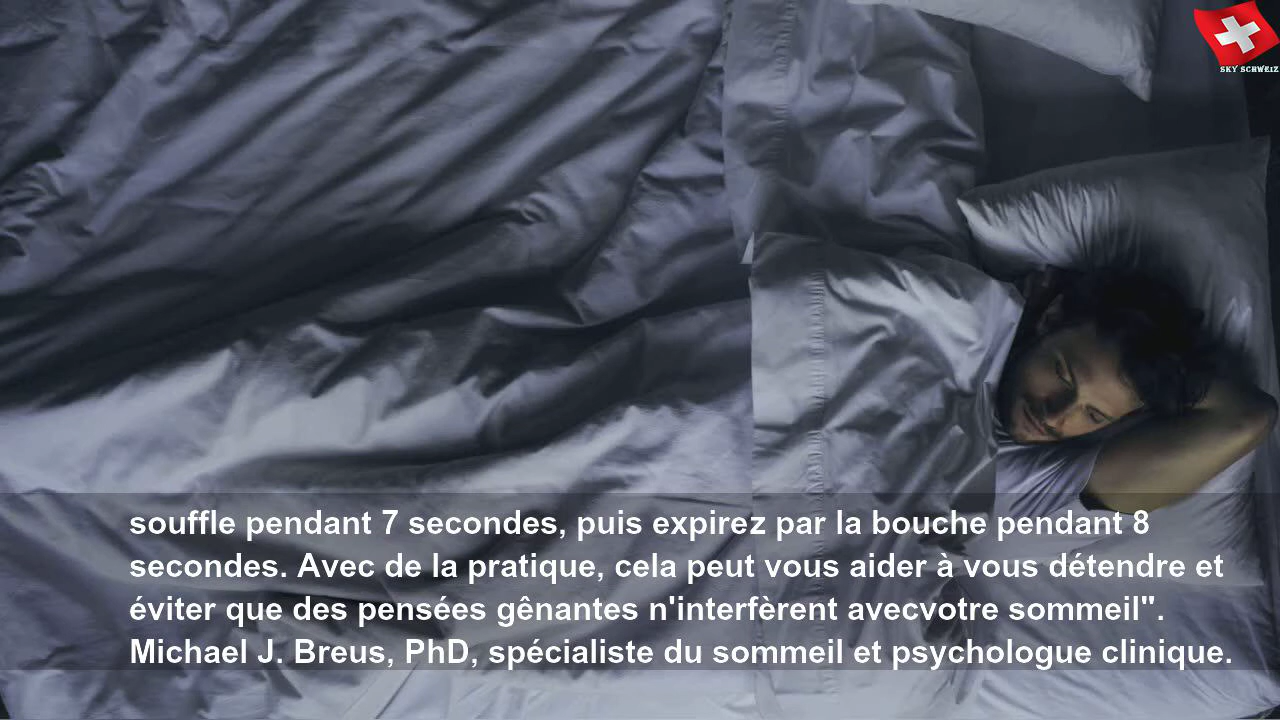 SKY SCHWEIZ
souffle pendant 7 secondes, puis expirez par la bouche pendant 8
secondes. Avec de la pratique, cela peut vous aider à vous détendre et
éviter que des pensées gênantes n'interfèrent avecvotre sommeil".
Michael J. Breus, PhD, spécialiste du sommeil et psychologue clinique.